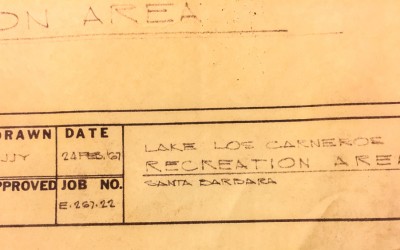 ON AREA
DRAWN DATE
JJY 24 FEB. '67
LAKE LOS CARNEROE
RECREATION AREA
APPROVED JOB NO.
SANTA BARBARA
E-267.22